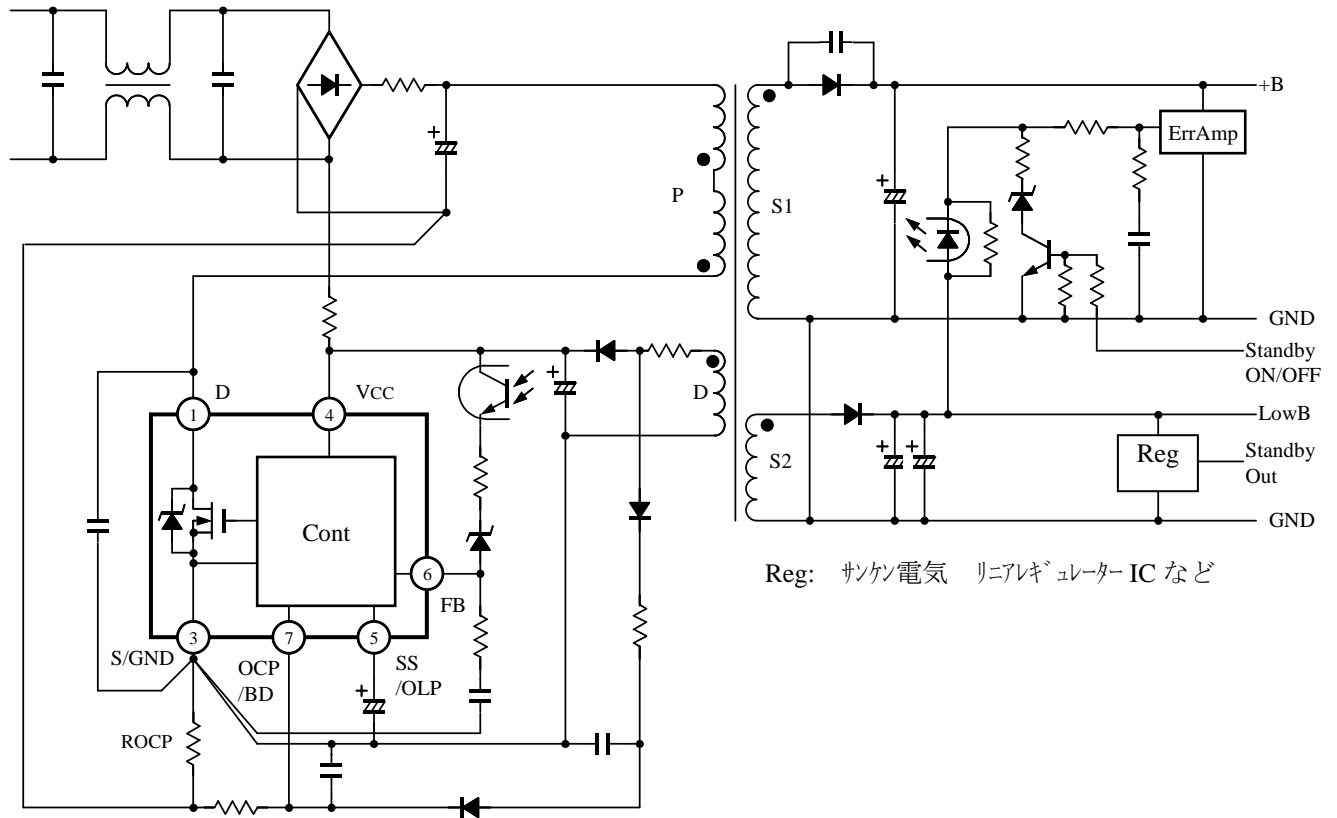 +B
ErrAmp
P
S1
GND
Standby
ON/OFF
D
VCC
D
LowB
1
4
S2
Reg
Standby
Out
Cont
GND
6
FB
Reg: サンケン電気 リニアレギュレーター IC など
3
7
5
S/GND
OCP
/BD
SS
/OLP
ROCP